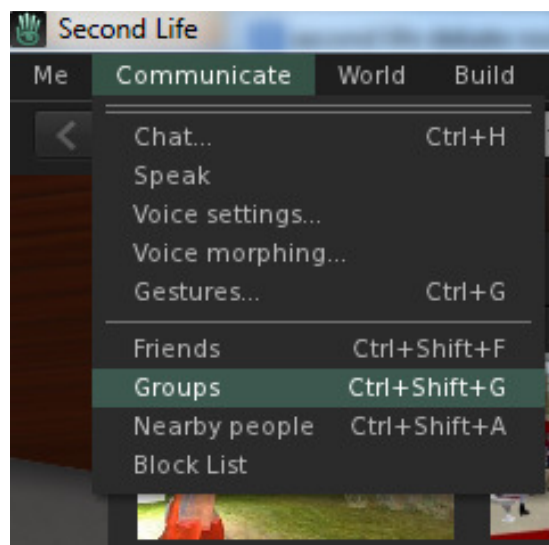 Second Life
Me Communicate World Build
Chat... Ctrl+H
Speak
Voice settings...
Voice morphing...
Gestures... Ctrl+G
Friends Ctrl+Shift+F
Groups Ctrl+Shift+G
Nearby people Ctrl+Shift+A
Block List